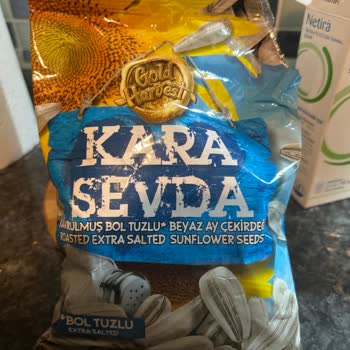 Gold
Harvest
Netira
KARA
SEVDA
KAVRULMUŞ BOL TUZLU* BEYAZ AY ÇEKİRDEĞİ
ROASTED EXTRA SALTED SUNFLOWER SEEDS
*BOL TUZLU
EXTRA SALTED